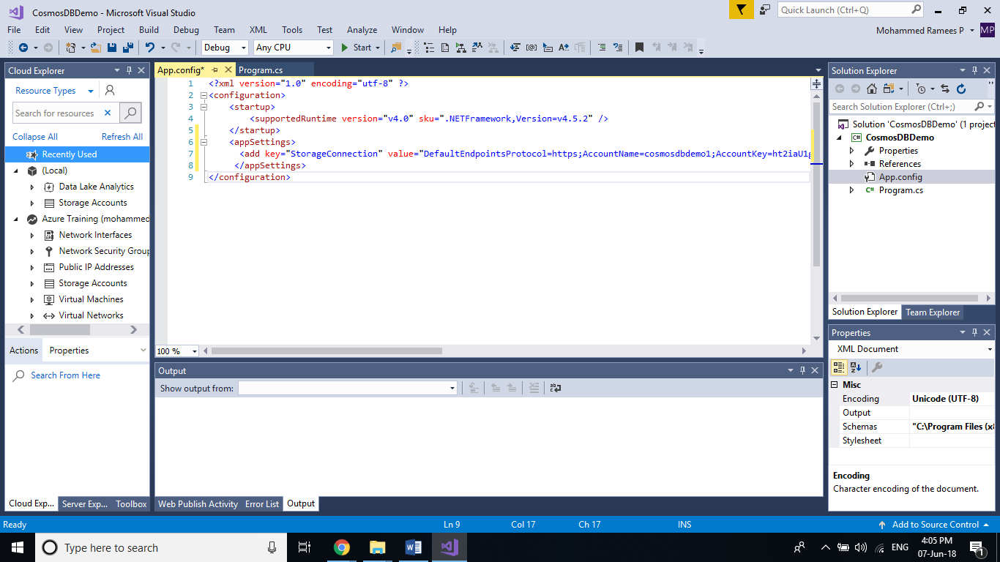 CosmosDBDemo - Microsoft Visual Studio
Quick Launch (Ctrl+Q)
File Edit View Project Build Debug Team XML Tools Test Analyze Window Help
Mohammed Ramees P MP
Debug Any CPU Start
Cloud Explorer
Resource Types
Search for resources
Collapse All Refresh All
Recently Used
(Local)
Data Lake Analytics
Storage Accounts
Azure Training (mohammed
Network Interfaces
Network Security Group
Public IP Addresses
Storage Accounts
Virtual Machines
Virtual Networks
Actions Properties
Search From Here
Cloud Exp... Server Exp... Toolbox
App.config* Program.cs
1 <?xml version="1.0" encoding="utf-8" ?>
2 <configuration>
3 <startup>
4 <supportedRuntime version="v4.0" sku=".NETFramework,Version=v4.5.2" />
5 </startup>
6 <appSettings>
7 <add key="StorageConnection" value="DefaultEndpointsProtocol=https;AccountName=cosmosdbdemo1;AccountKey=ht2iaU1g
8 </appSettings>
9 </configuration>
100 %
Output
Show output from:
Web Publish Activity Error List Output
Solution Explorer
Search Solution Explorer (Ctrl+;)
Solution 'CosmosDBDemo' (1 project
CosmosDBDemo
Properties
References
App.config
Program.cs
Solution Explorer Team Explorer
Properties
XML Document
Misc
Encoding Unicode (UTF-8)
Output
Schemas "C:\Program Files (x8
Stylesheet
Encoding
Character encoding of the document.
Ready Ln 9 Col 17 Ch 17 INS Add to Source Control
Type here to search
ENG
4:05 PM
07-Jun-18
1